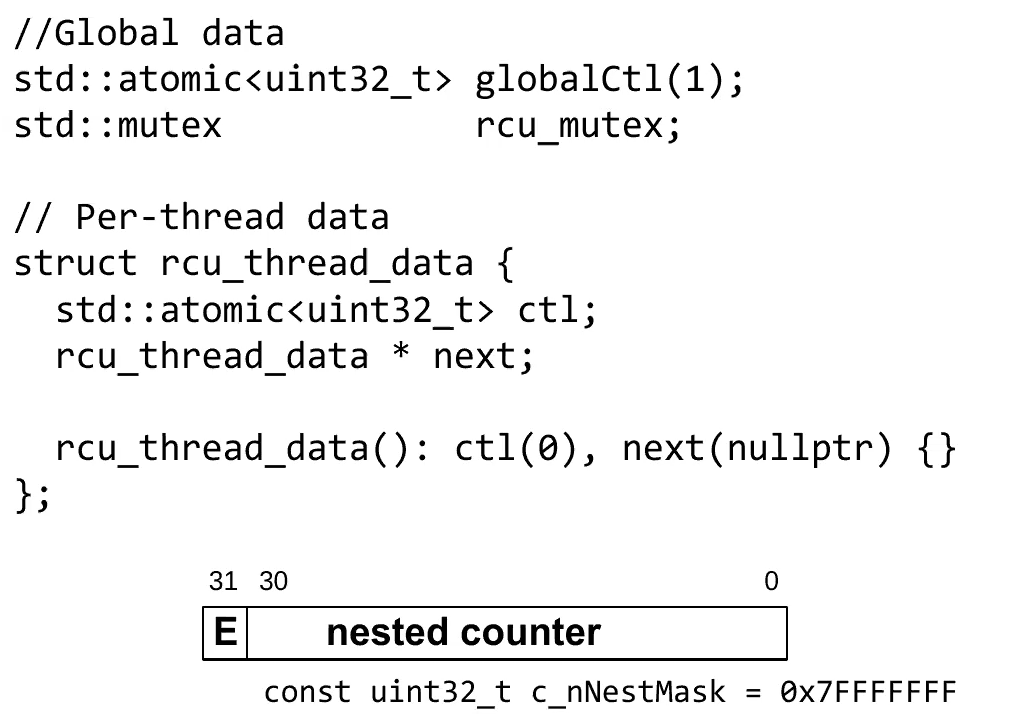 //Global data
std::atomic<uint32_t> globalCtl(1);
std::mutex            rcu_mutex;
// Per-thread data
struct rcu_thread_data {
  std::atomic<uint32_t> ctl;
  rcu_thread_data * next;
  rcu_thread_data(): ctl(0), next(nullptr) {}
};
31 30 0
E nested counter
const uint32_t c_nNestMask = 0x7FFFFFFF